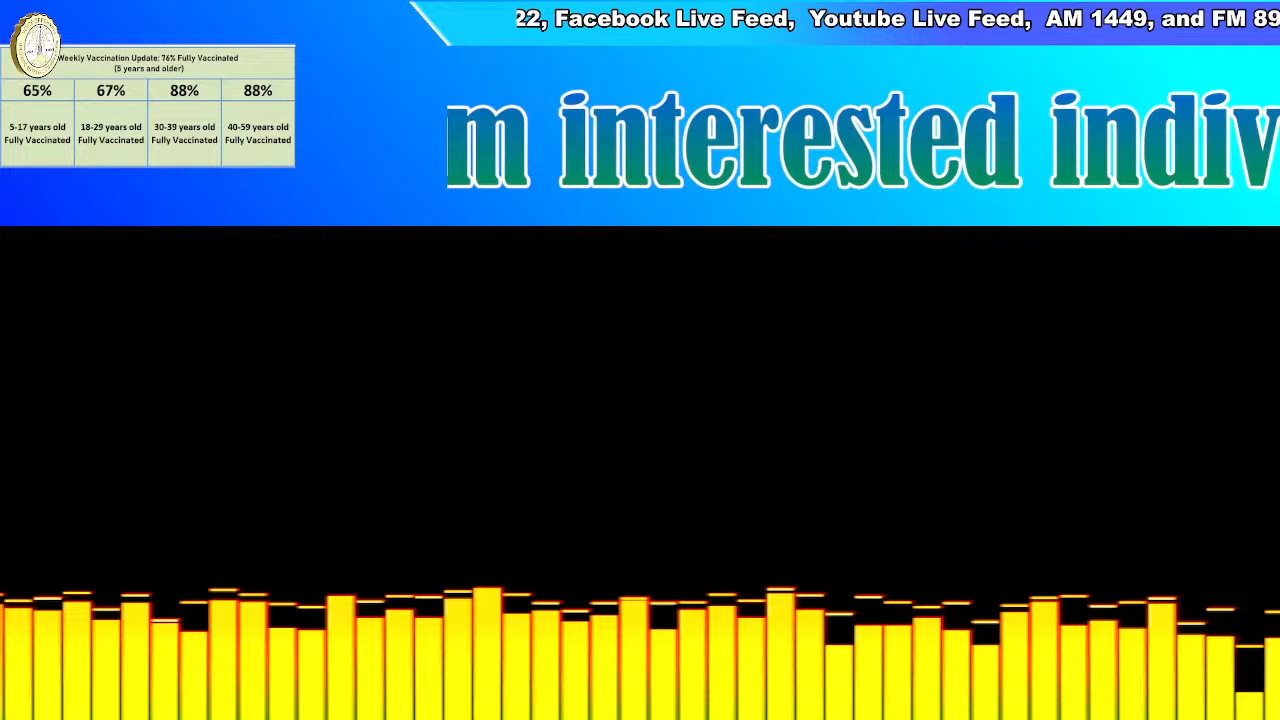 22, Facebook Live Feed, Youtube Live Feed, AM 1449, and FM 89
Weekly Vaccination Update: 76% Fully Vaccinated
(5 years and older)
65% 67% 88% 88%
5-17 years old 18-29 years old 30-39 years old 40-59 years old
Fully Vaccinated Fully Vaccinated Fully Vaccinated Fully Vaccinated
m interested indiv